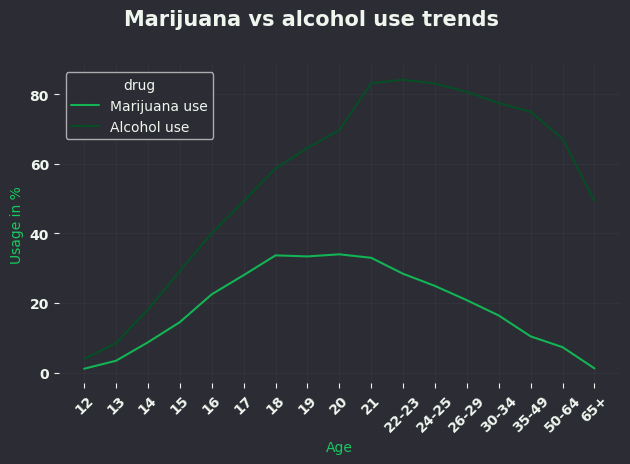 Marijuana vs alcohol use trends
drug
Marijuana use
Alcohol use
80
60
40
20
0
Usage in %
12 13 14 15 16 17 18 19 20 21 22-23 24-25 26-29 30-34 35-49 50-64 65+
Age